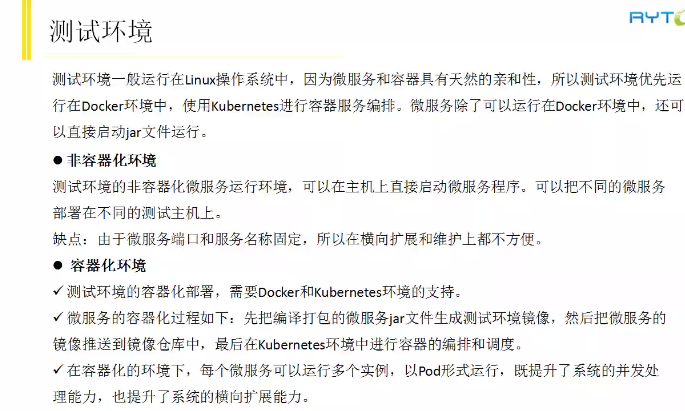 测试环境
RYTO
测试环境一般运行在Linux操作系统中，因为微服务和容器具有天然的亲和性，所以测试环境优先运
行在Docker环境中，使用Kubernetes进行容器服务编排。微服务除了可以运行在Docker环境中，还可
以直接启动jar文件运行。
● 非容器化环境
测试环境的非容器化微服务运行环境，可以在主机上直接启动微服务程序。可以把不同的微服务
部署在不同的测试主机上。
缺点：由于微服务端口和服务名称固定，所以在横向扩展和维护上都不方便。
● 容器化环境
✓ 测试环境的容器化部署，需要Docker和Kubernetes环境的支持。
✓ 微服务的容器化过程如下：先把编译打包的微服务jar文件生成测试环境镜像，然后把微服务的
镜像推送到镜像仓库中，最后在Kubernetes环境中进行容器的编排和调度。
✓ 在容器化的环境下，每个微服务可以运行多个实例，以Pod形式运行，既提升了系统的并发处
理能力，也提升了系统的横向扩展能力。